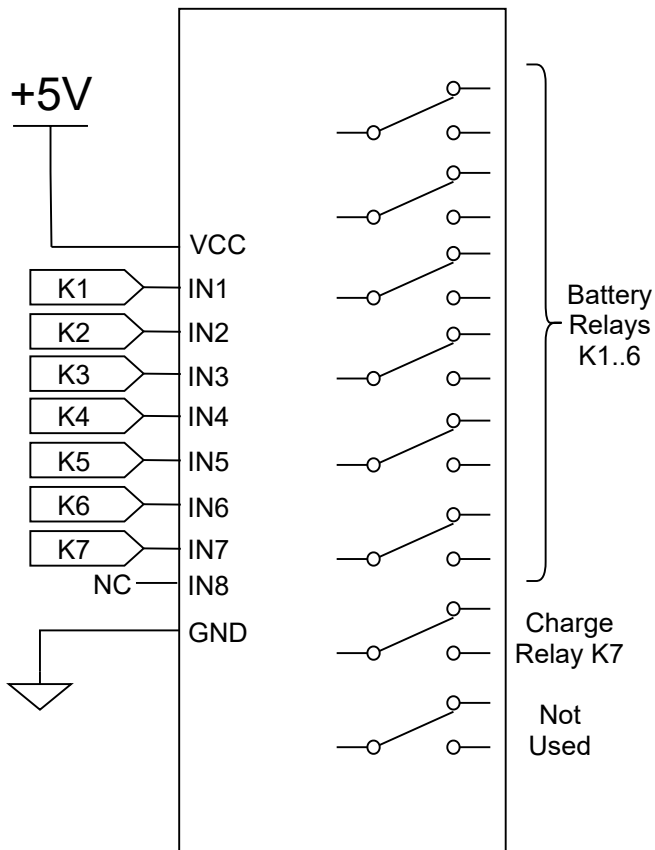 +5V
VCC
K1
IN1
K2
IN2
K3
IN3
K4
IN4
K5
IN5
K6
IN6
K7
IN7
NC
IN8
GND
Battery
Relays
K1..6
Charge
Relay K7
Not
Used